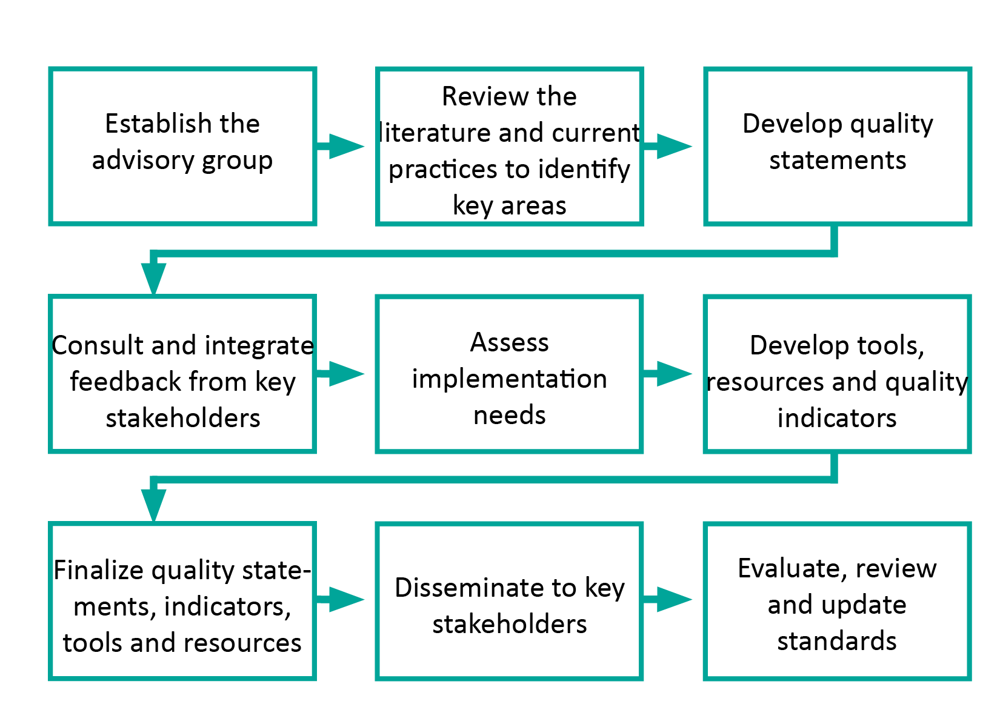 Establish the
advisory group
Review the
literature and current
practices to identify
key areas
Develop quality
statements
Consult and integrate
feedback from key
stakeholders
Assess
implementation
needs
Develop tools,
resources and quality
indicators
Finalize quality state-
ments, indicators,
tools and resources
Disseminate to key
stakeholders
Evaluate, review
and update
standards